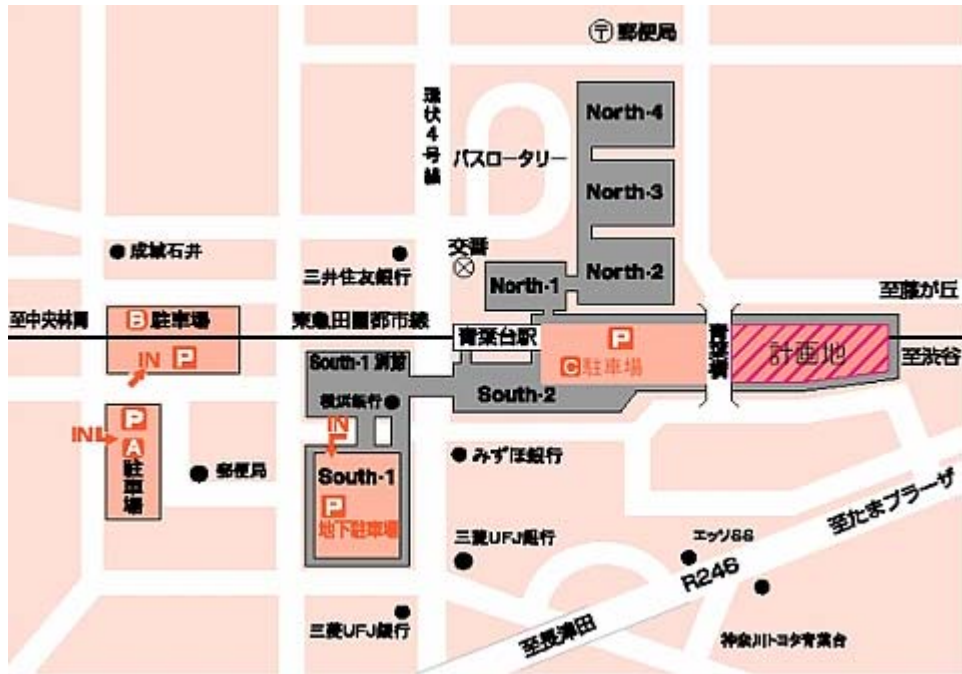 〒郵便局
環状4号線
North-4
バスロータリー
North-3
成城石井
交番
三井住友銀行
North-1
North-2
至藤が丘
至中央林間
B 駐車場
IN P
東急田園都市線
青葉台駅
P
C 駐車場
青葉橋
計画地
至渋谷
South-1 別館
横浜銀行
South-2
IN
P
A
駐車場
郵便局
IN
South-1
P
地下駐車場
みずほ銀行
至たまプラーザ
三菱UFJ銀行
エッソSS
R246
三菱UFJ銀行
至長津田
神奈川トヨタ青葉台